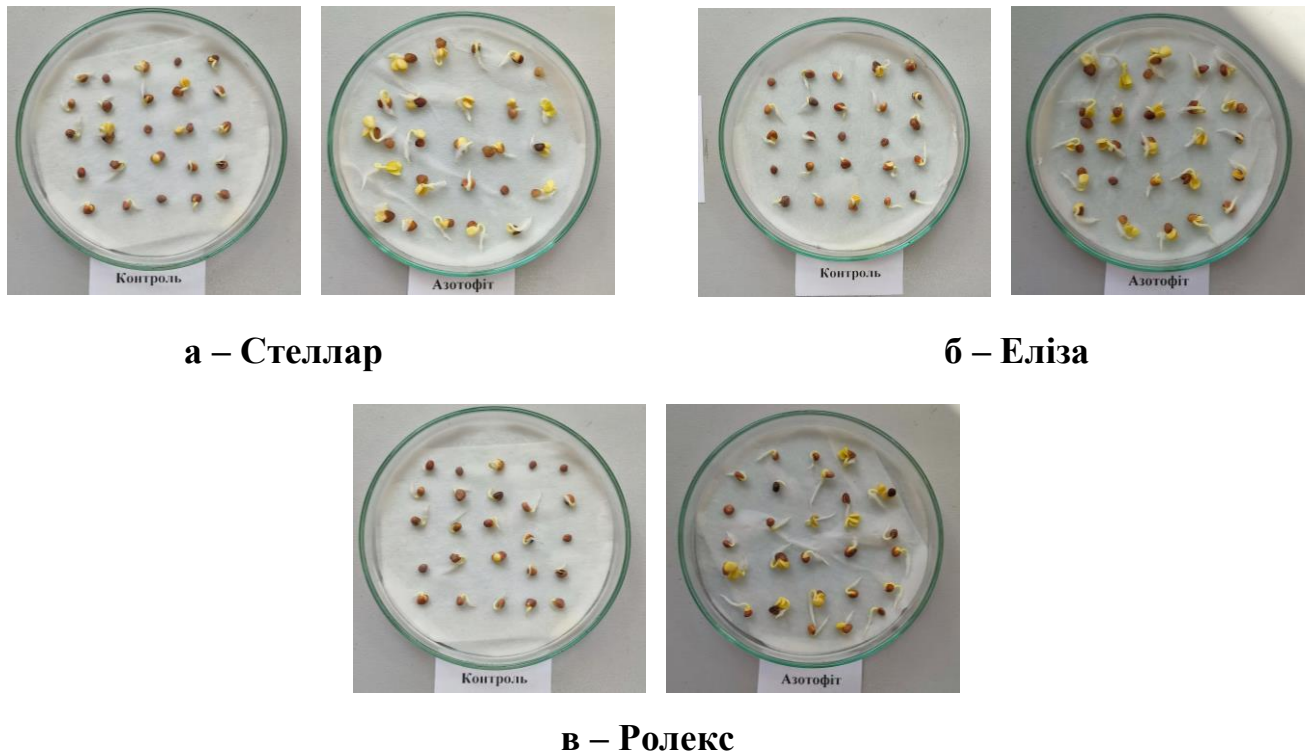 Контроль
Азотофіт
а – Стеллар
Контроль
Азотофіт
б – Еліза
Контроль
Азотофіт
в – Ролекс